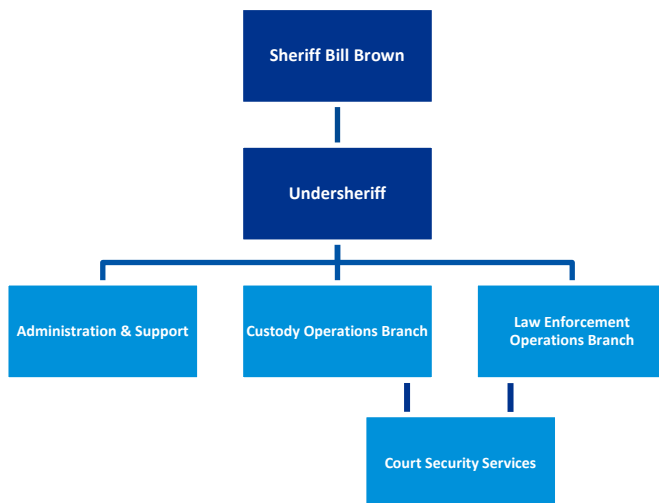 Sheriff Bill Brown
Undersheriff
Administration & Support
Custody Operations Branch
Law Enforcement
Operations Branch
Court Security Services